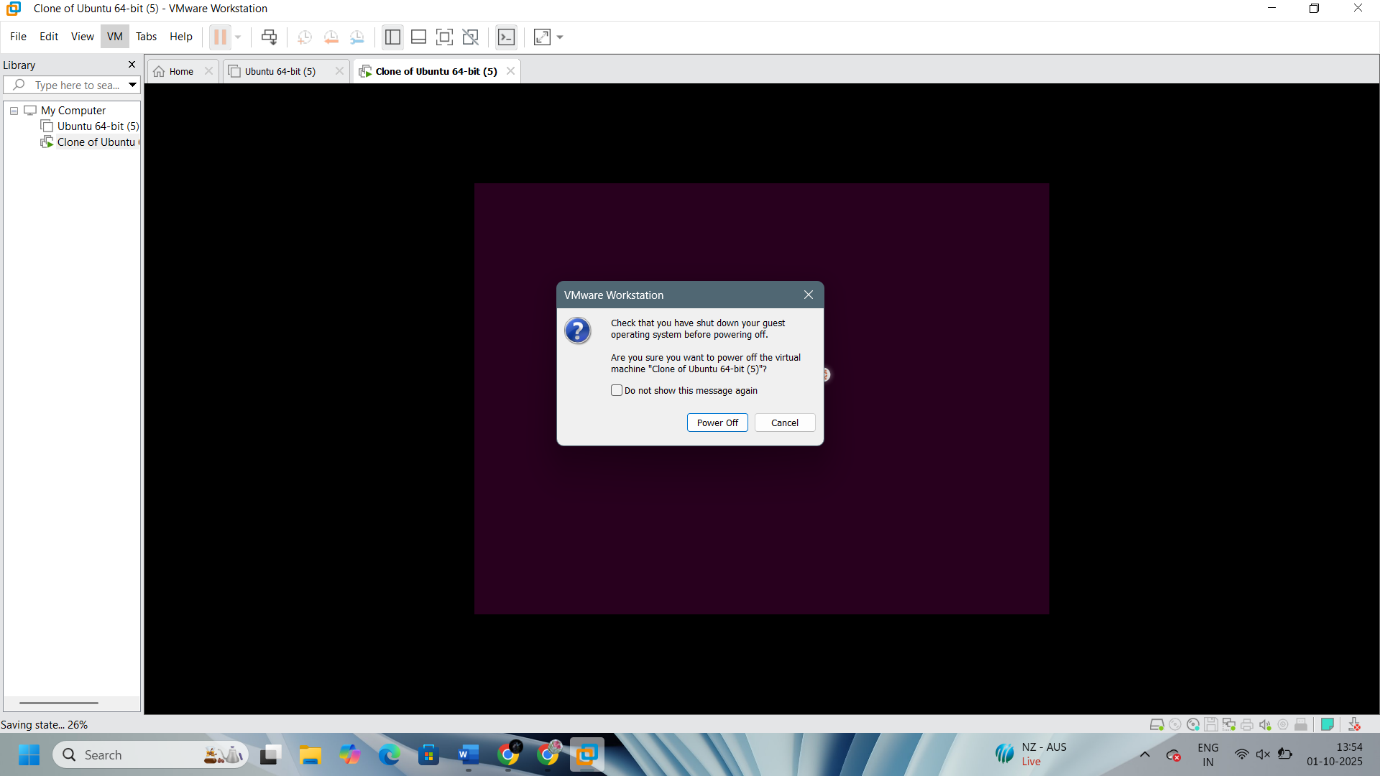 Clone of Ubuntu 64-bit (5) - VMware Workstation
File Edit View VM Tabs Help
Library
Home
Ubuntu 64-bit (5)
Clone of Ubuntu 64-bit (5)
Type here to sea...
My Computer
Ubuntu 64-bit (5)
Clone of Ubuntu
VMware Workstation
Check that you have shut down your guest
operating system before powering off.
Are you sure you want to power off the virtual
machine "Clone of Ubuntu 64-bit (5)"?
Do not show this message again
Power Off
Cancel
Saving state... 26%
Search
NZ - AUS
Live
ENG
IN
13:54
01-10-2025